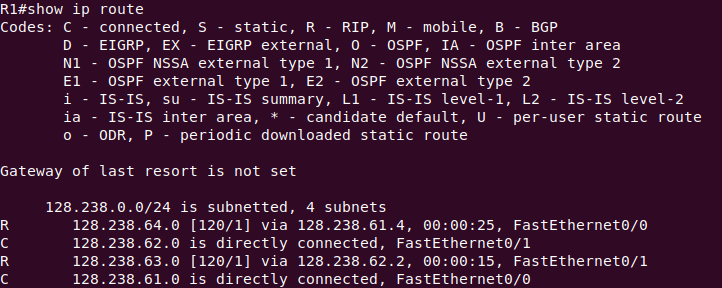 R1#show ip route
Codes: C - connected, S - static, R - RIP, M - mobile, B - BGP
       D - EIGRP, EX - EIGRP external, O - OSPF, IA - OSPF inter area
       N1 - OSPF NSSA external type 1, N2 - OSPF NSSA external type 2
       E1 - OSPF external type 1, E2 - OSPF external type 2
       i - IS-IS, su - IS-IS summary, L1 - IS-IS level-1, L2 - IS-IS level-2
       ia - IS-IS inter area, * - candidate default, U - per-user static route
       o - ODR, P - periodic downloaded static route
Gateway of last resort is not set
     128.238.0.0/24 is subnetted, 4 subnets
R       128.238.64.0 [120/1] via 128.238.61.4, 00:00:25, FastEthernet0/0
C       128.238.62.0 is directly connected, FastEthernet0/1
R       128.238.63.0 [120/1] via 128.238.62.2, 00:00:15, FastEthernet0/1
C       128.238.61.0 is directly connected, FastEthernet0/0